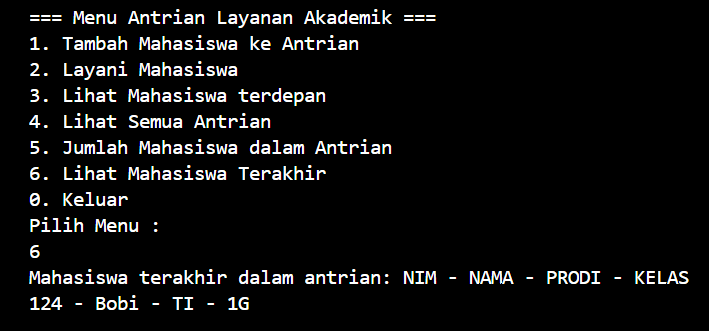 === Menu Antrian Layanan Akademik ===
1. Tambah Mahasiswa ke Antrian
2. Layani Mahasiswa
3. Lihat Mahasiswa terdepan
4. Lihat Semua Antrian
5. Jumlah Mahasiswa dalam Antrian
6. Lihat Mahasiswa Terakhir
0. Keluar
Pilih Menu :
6
Mahasiswa terakhir dalam antrian: NIM - NAMA - PRODI - KELAS
124 - Bobi - TI - 1G